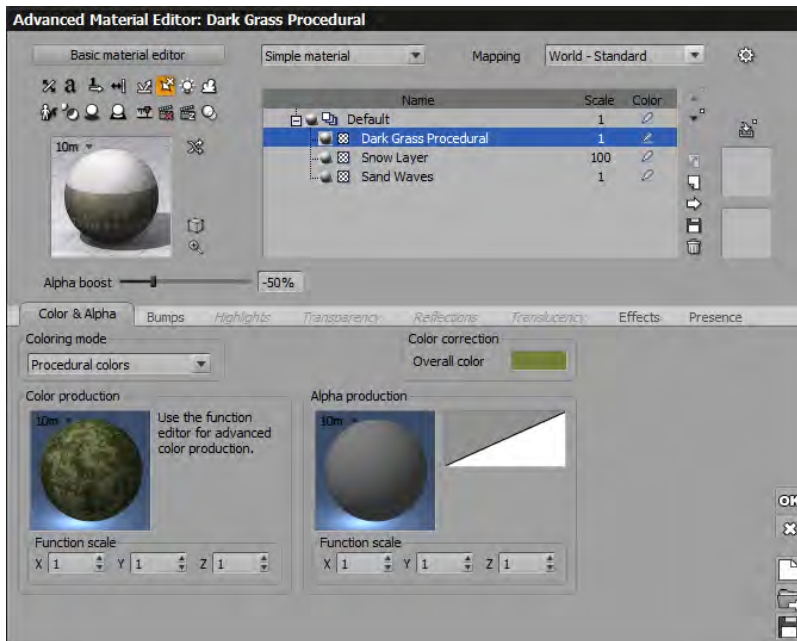 Advanced Material Editor: Dark Grass Procedural
Basic material editor
Simple material
Mapping
World - Standard
Name Scale Color
Default 1
Dark Grass Procedural 1
Snow Layer 100
Sand Waves 1
10m
Alpha boost
-50%
Color & Alpha Bumps Highlights Transparency Reflections Translucency Effects Presence
Coloring mode
Procedural colors
Color correction
Overall color
Color production
10m
Use the function
editor for advanced
color production.
Function scale
X 1 Y 1 Z 1
Alpha production
10m
Function scale
X 1 Y 1 Z 1
OK